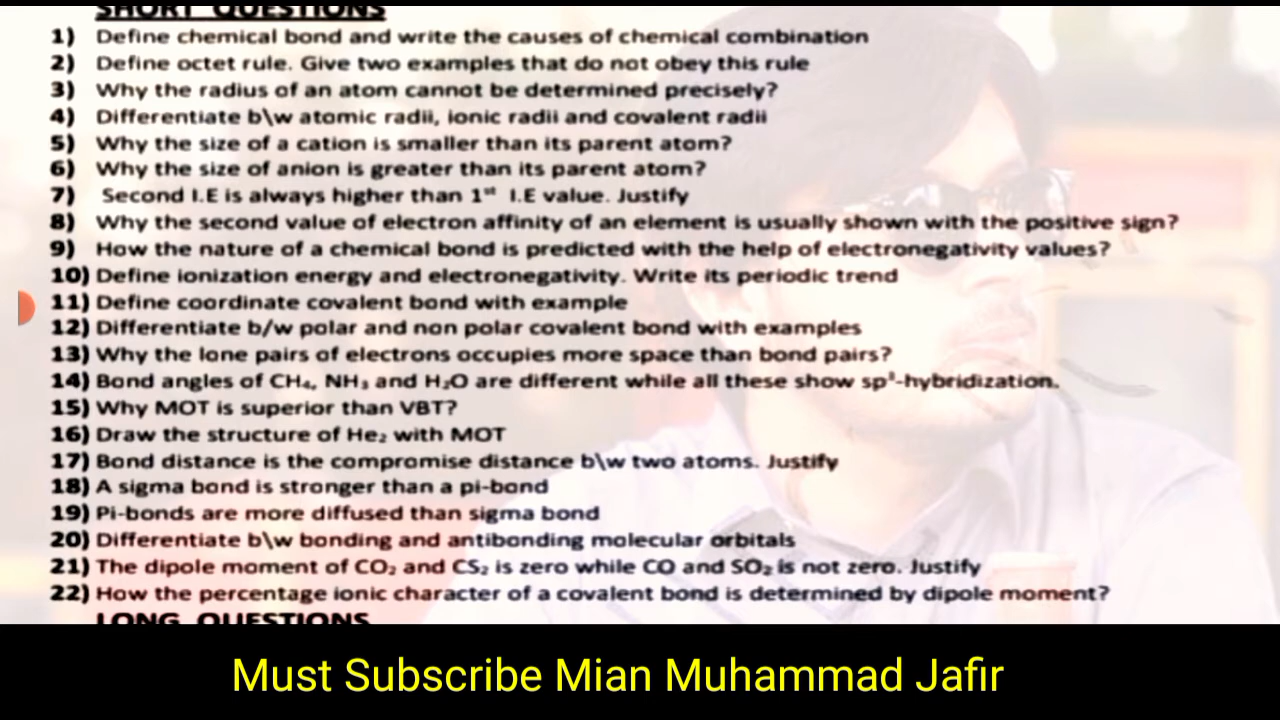 SHORT QUESTIONS
1) Define chemical bond and write the causes of chemical combination
2) Define octet rule. Give two examples that do not obey this rule
3) Why the radius of an atom cannot be determined precisely?
4) Differentiate b\w atomic radii, ionic radii and covalent radii
5) Why the size of a cation is smaller than its parent atom?
6) Why the size of anion is greater than its parent atom?
7) Second I.E is always higher than 1ˢᵗ I.E value. Justify
8) Why the second value of electron affinity of an element is usually shown with the positive sign?
9) How the nature of a chemical bond is predicted with the help of electronegativity values?
10) Define ionization energy and electronegativity. Write its periodic trend
11) Define coordinate covalent bond with example
12) Differentiate b/w polar and non polar covalent bond with examples
13) Why the lone pairs of electrons occupies more space than bond pairs?
14) Bond angles of CH₄, NH₃ and H₂O are different while all these show sp³-hybridization.
15) Why MOT is superior than VBT?
16) Draw the structure of He₂ with MOT
17) Bond distance is the compromise distance b\w two atoms. Justify
18) A sigma bond is stronger than a pi-bond
19) Pi-bonds are more diffused than sigma bond
20) Differentiate b\w bonding and antibonding molecular orbitals
21) The dipole moment of CO₂ and CS₂ is zero while CO and SO₂ is not zero. Justify
22) How the percentage ionic character of a covalent bond is determined by dipole moment?
LONG QUESTIONS
Must Subscribe Mian Muhammad Jafir